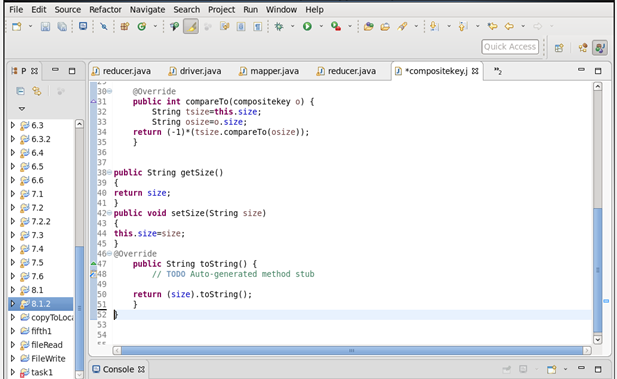 File Edit Source Refactor Navigate Search Project Run Window Help
Quick Access
P
reducer.java driver.java mapper.java reducer.java *compositekey.j »2
30 @Override
31 public int compareTo(compositekey o) {
32 String tsize=this.size;
33 String osize=o.size;
34 return (-1)*(tsize.compareTo(osize));
35 }
36
37
38 public String getSize()
39 {
40 return size;
41 }
42 public void setSize(String size)
43 {
44 this.size=size;
45 }
46 @Override
47 public String toString() {
48 // TODO Auto-generated method stub
49
50 return (size).toString();
51 }
52 }
53
54
6.3
6.3.2
6.4
6.5
6.6
7.1
7.2
7.2.2
7.3
7.4
7.5
7.6
8.1
8.1.2
copyToLoca
fifth1
fileRead
FileWrite
task1
Console